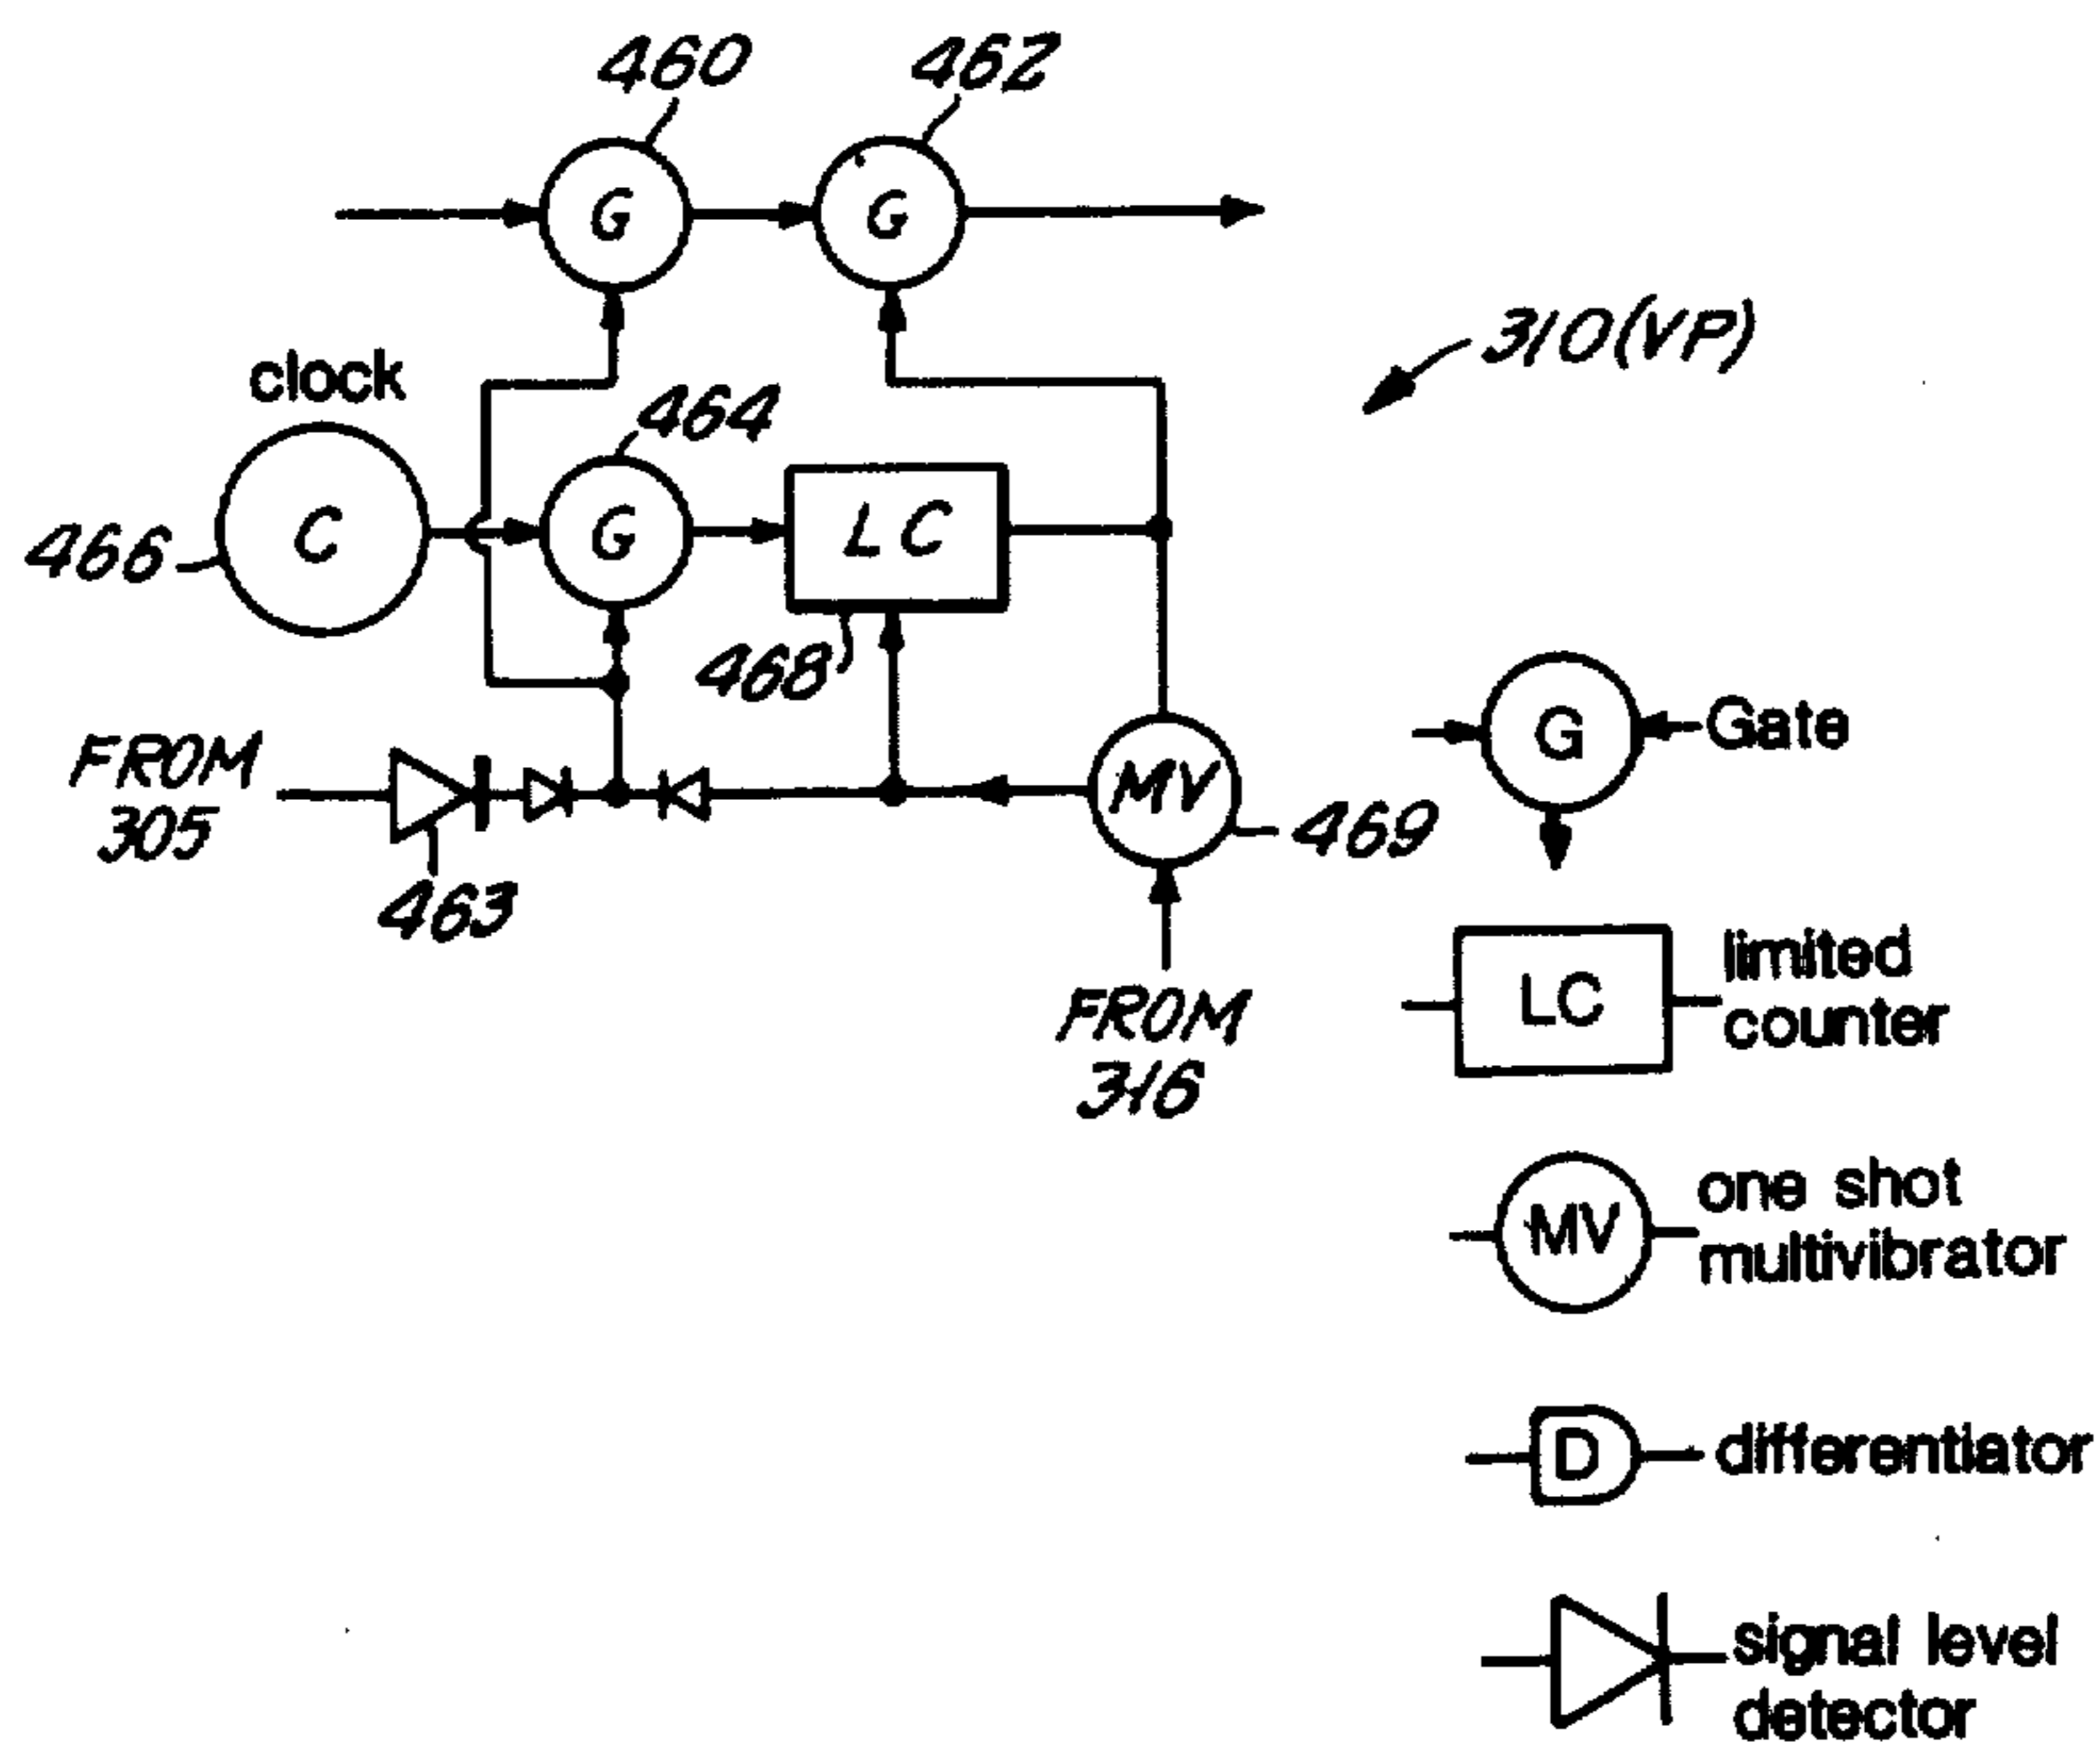 460
462
G
G
310(VP)
clock
464
C
G
LC
466
468
G
Gate
FROM
305
MV
469
463
LC
limited
counter
FROM
316
MV
one shot
multivibrator
D
differentiator
signal level
detector